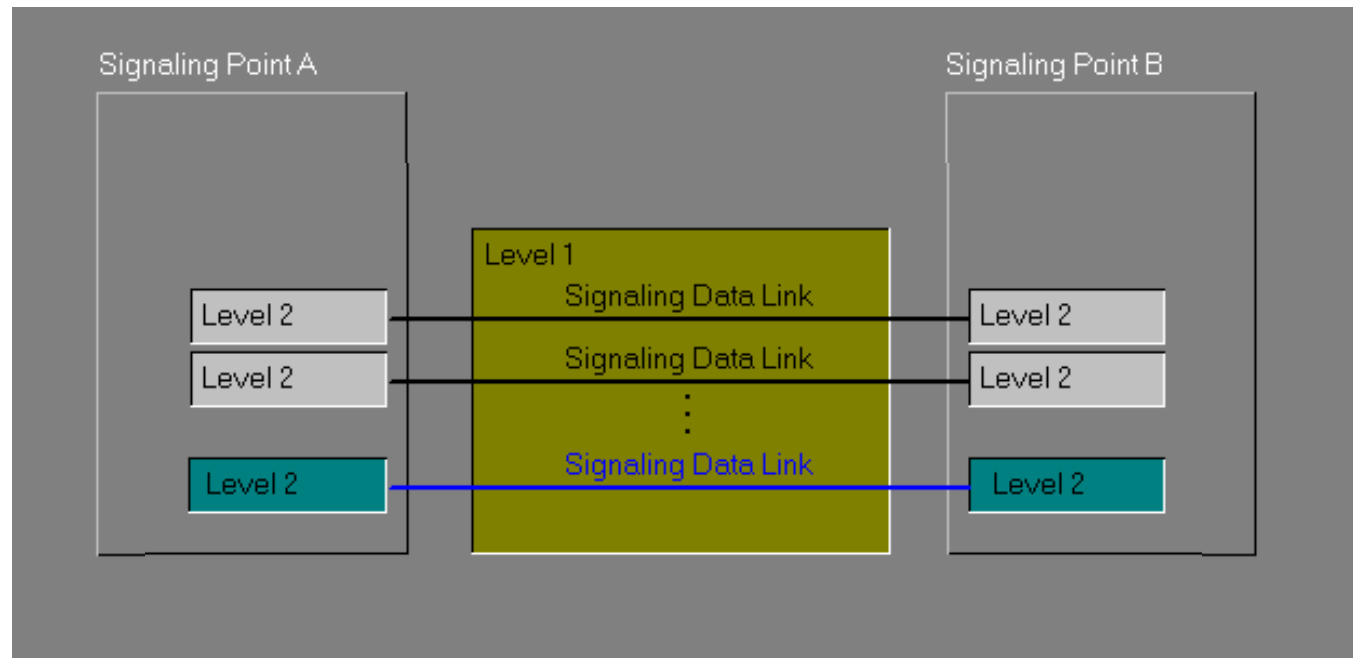 Signaling Point A
Signaling Point B
Level 1
Signaling Data Link
Level 2
Level 2
Signaling Data Link
Level 2
Level 2
Signaling Data Link
Level 2
Level 2